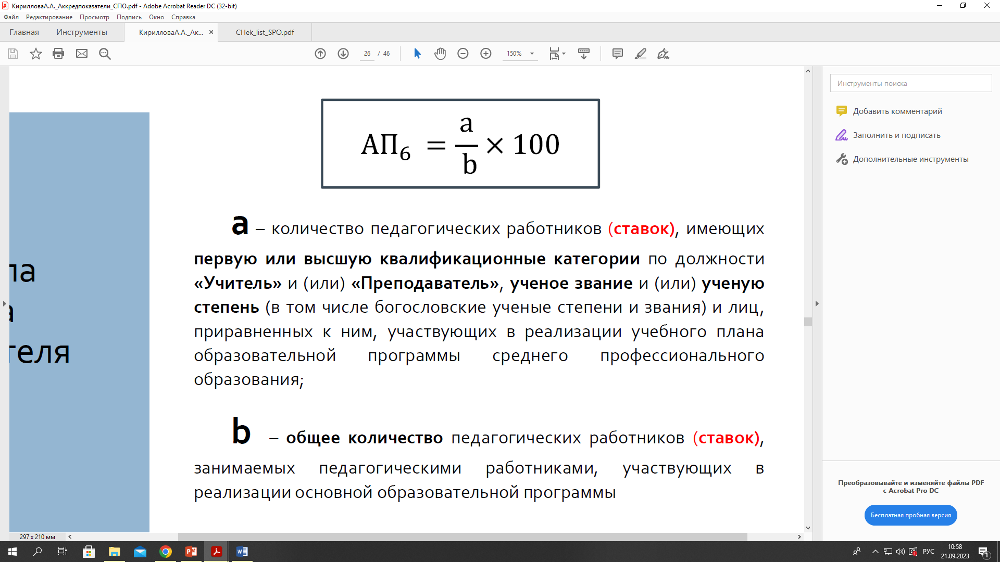 КирилловаА.А._Аккредпоказатели_СПО.pdf - Adobe Acrobat Reader DC (32-bit)
Файл Редактирование Просмотр Подпись Окно Справка
Главная Инструменты КирилловаА.А._Ак... × CHek_list_SPO.pdf
26 / 46 150%
Инструменты поиска
Добавить комментарий
Заполнить и подписать
Дополнительные инструменты
АП₆ = a/b × 100
a – количество педагогических работников (ставок), имеющих
первую или высшую квалификационные категории по должности
«Учитель» и (или) «Преподаватель», ученое звание и (или) ученую
степень (в том числе богословские ученые степени и звания) и лиц,
приравненных к ним, участвующих в реализации учебного плана
образовательной программы среднего профессионального
образования;
b – общее количество педагогических работников (ставок),
занимаемых педагогическими работниками, участвующих в
реализации основной образовательной программы
Преобразовывайте и изменяйте файлы PDF
с Acrobat Pro DC
Бесплатная пробная версия
297 x 210 мм
РУС 10:58
21.09.2023
1